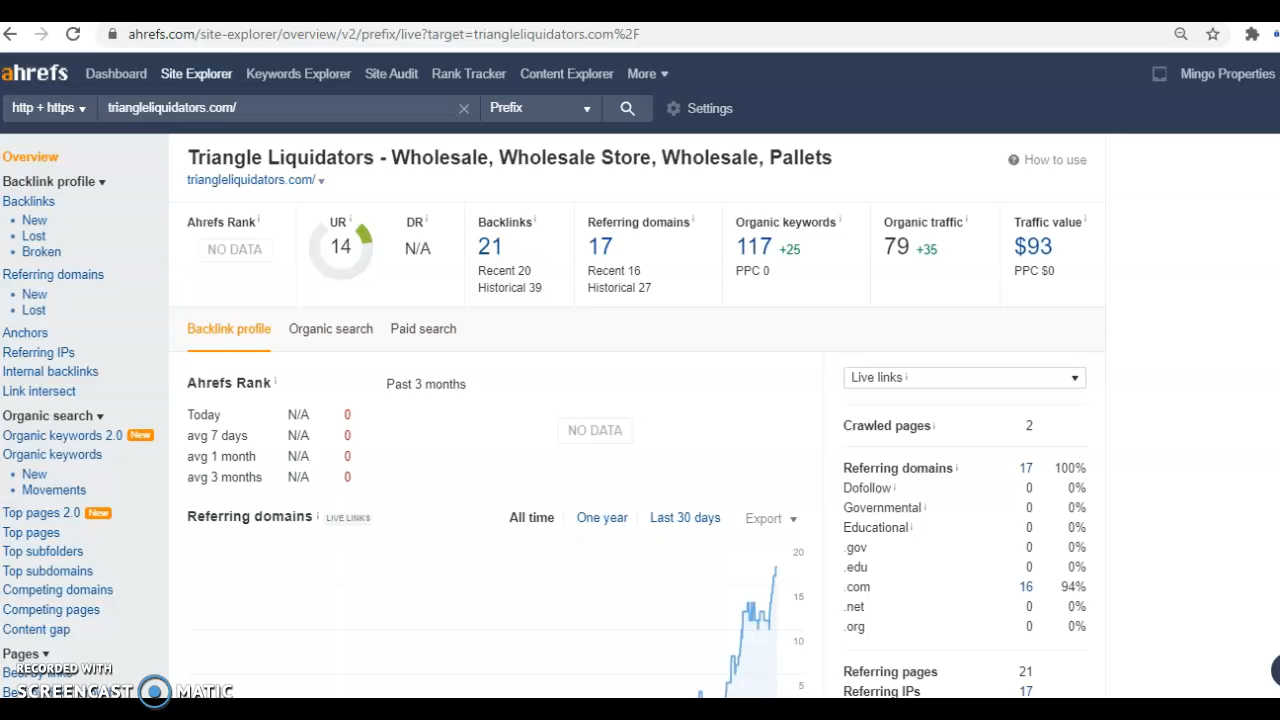 ahrefs.com/site-explorer/overview/v2/prefix/live?target=triangleliquidators.com%2F
ahrefs Dashboard Site Explorer Keywords Explorer Site Audit Rank Tracker Content Explorer More Mingo Properties
http + https triangleliquidators.com/ Prefix Settings
Overview
Backlink profile
Backlinks
New
Lost
Broken
Referring domains
New
Lost
Anchors
Referring IPs
Internal backlinks
Link intersect
Organic search
Organic keywords 2.0 New
Organic keywords
New
Movements
Top pages 2.0 New
Top pages
Top subfolders
Top subdomains
Competing domains
Competing pages
Content gap
Pages
Best by links
Triangle Liquidators - Wholesale, Wholesale Store, Wholesale, Pallets
How to use
triangleliquidators.com/
Ahrefs Rank i
NO DATA
UR i
14
DR i
N/A
Backlinks i
21
Recent 20
Historical 39
Referring domains i
17
Recent 16
Historical 27
Organic keywords i
117 +25
PPC 0
Organic traffic i
79 +35
Traffic value i
$93
PPC $0
Backlink profile Organic search Paid search
Ahrefs Rank i Past 3 months
Today N/A 0
avg 7 days N/A 0
avg 1 month N/A 0
avg 3 months N/A 0
NO DATA
Referring domains i LIVE LINKS All time One year Last 30 days Export
20
15
10
5
Live links i
Crawled pages i 2
Referring domains i 17 100%
Dofollow i 0 0%
Governmental i 0 0%
Educational i 0 0%
.gov 0 0%
.edu 0 0%
.com 16 94%
.net 0 0%
.org 0 0%
Referring pages 21
Referring IPs 17
RECORDED WITH
SCREENCAST MATIC